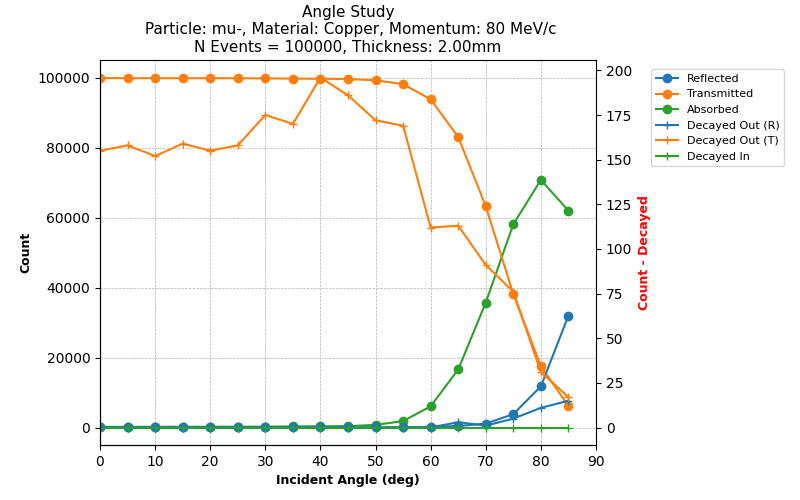 Angle Study
Particle: mu-, Material: Copper, Momentum: 80 MeV/c
N Events = 100000, Thickness: 2.00mm
100000
80000
60000
40000
20000
0
Count
0 10 20 30 40 50 60 70 80 90
Incident Angle (deg)
200
175
150
125
100
75
50
25
0
Count - Decayed
Reflected
Transmitted
Absorbed
Decayed Out (R)
Decayed Out (T)
Decayed In